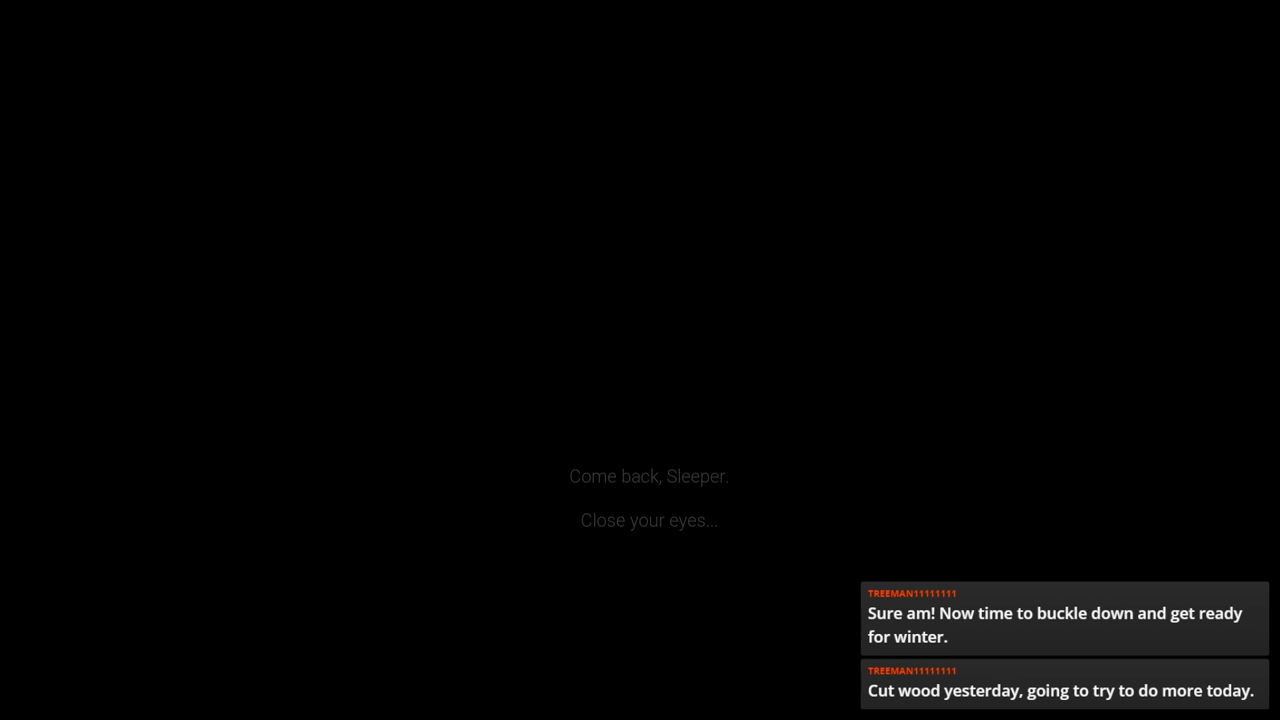 Come back, Sleeper.
Close your eyes...
TREEMAN11111111
Sure am! Now time to buckle down and get ready
for winter.
TREEMAN11111111
Cut wood yesterday, going to try to do more today.